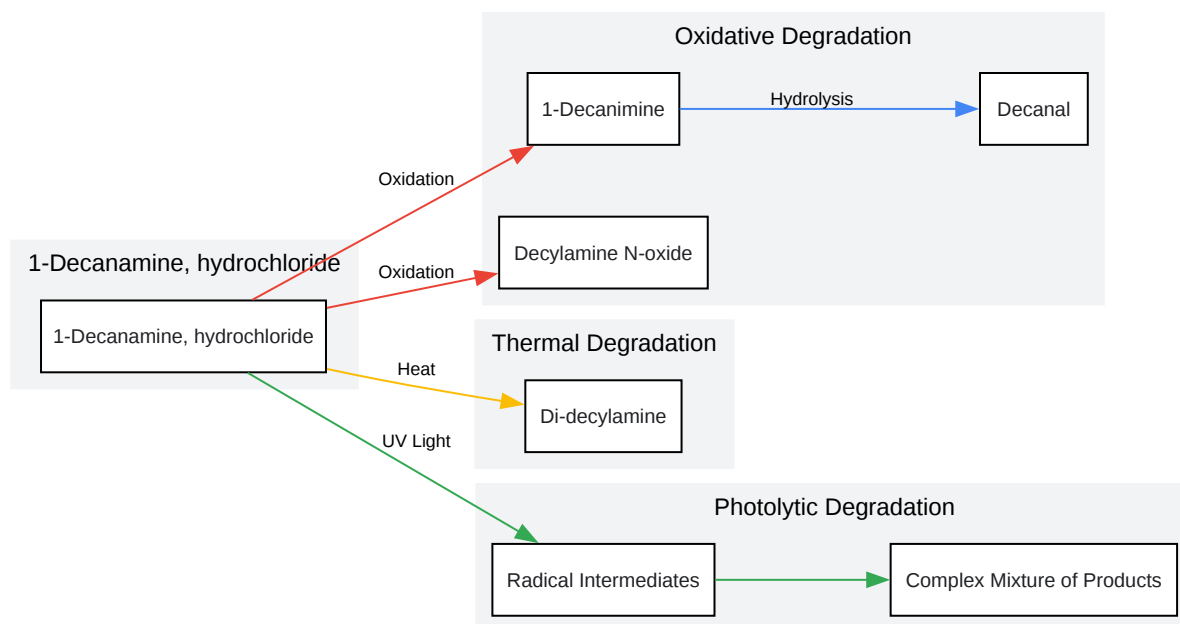 Oxidative Degradation
1-Decanimine
Hydrolysis
Decanal
Oxidation
Decylamine N-oxide
1-Decanamine, hydrochloride
Oxidation
1-Decanamine, hydrochloride
Thermal Degradation
Heat
Di-decylamine
UV Light
Photolytic Degradation
Radical Intermediates
Complex Mixture of Products